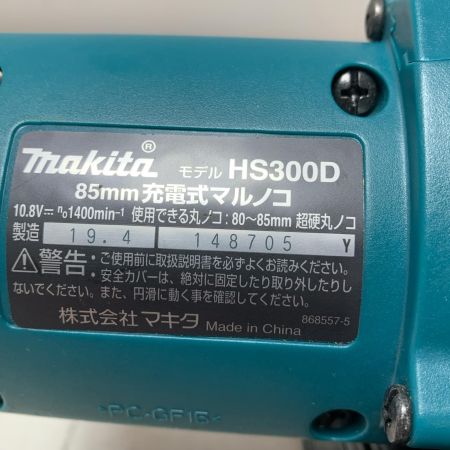 makita® モデル HS300D
85mm 充電式マルノコ
10.8V⎓ n₀1400min⁻¹ 使用できる丸ノコ：80～85mm 超硬丸ノコ
製造 19.4 148705 Y
⚠警告：・ご使用前に取扱説明書を必ずよくお読みください。
・安全カバーは、絶対に固定したり取り外したりし
ないでください。また、円滑に動く事を確認してください。
株式会社 マキタ Made in China 868557-5
>PC-GF15<